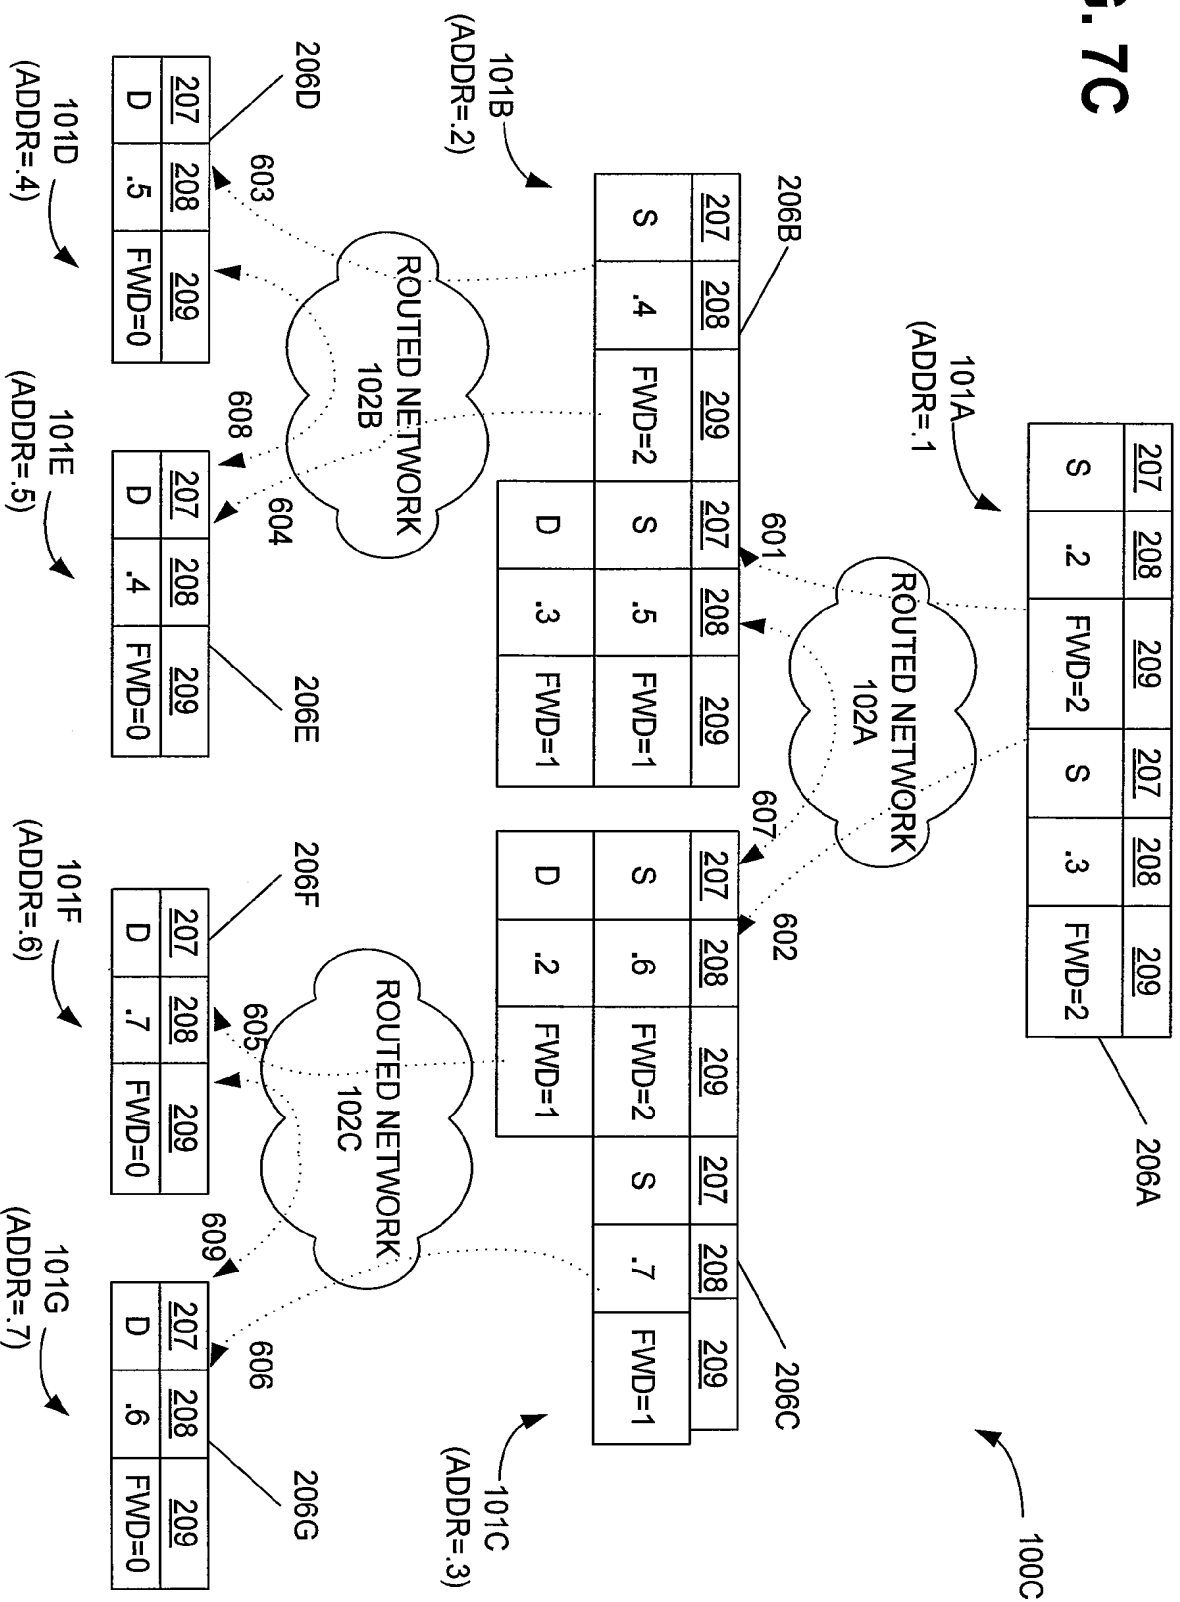 100C
206A
207 208 209 207 208 209
S .2 FWD=2 S .3 FWD=2
101A
(ADDR=.1
ROUTED NETWORK
102A
601
607
602
101B
(ADDR=.2)
206B
207 208 209 207 208 209
S .4 FWD=2 S .5 FWD=1
D .3 FWD=1
206C
207 208 209 207 208 209
S .6 FWD=2 S .7 FWD=1
D .2 FWD=1
101C
(ADDR=.3)
ROUTED NETWORK
102B
603
608
604
ROUTED NETWORK
102C
605
609
606
206D
207 208 209
D .5 FWD=0
101D
(ADDR=.4)
206E
207 208 209
D .4 FWD=0
101E
(ADDR=.5)
206F
207 208 209
D .7 FWD=0
101F
(ADDR=.6)
206G
207 208 209
D .6 FWD=0
101G
(ADDR=.7)
G. 7C